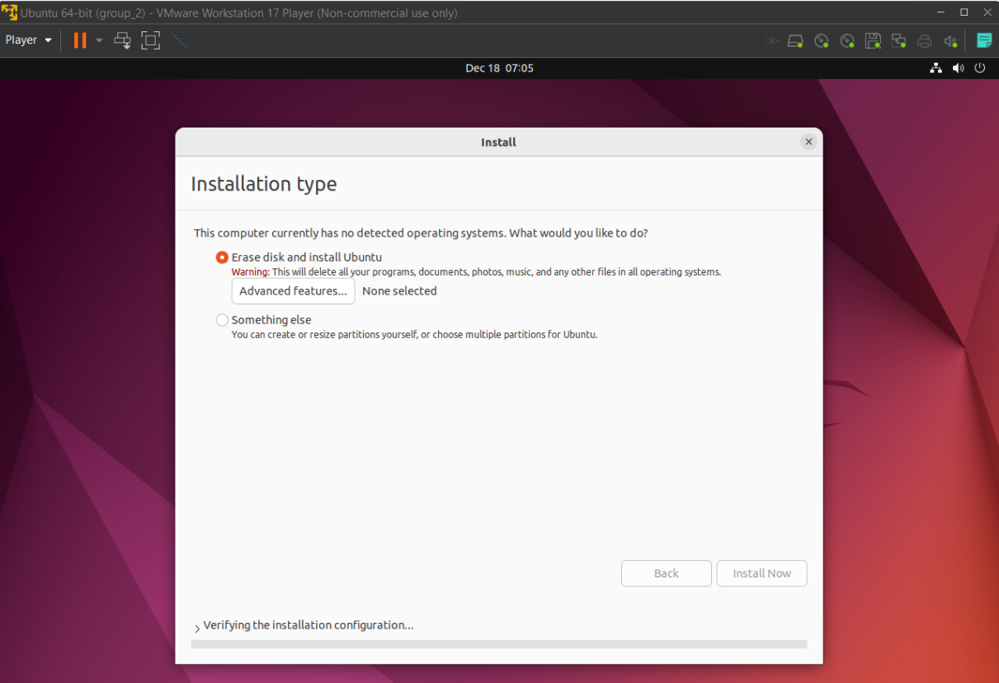 Ubuntu 64-bit (group_2) - VMware Workstation 17 Player (Non-commercial use only)
Player
Dec 18 07:05
Install
Installation type
This computer currently has no detected operating systems. What would you like to do?
Erase disk and install Ubuntu
Warning: This will delete all your programs, documents, photos, music, and any other files in all operating systems.
Advanced features... None selected
Something else
You can create or resize partitions yourself, or choose multiple partitions for Ubuntu.
Back Install Now
Verifying the installation configuration...